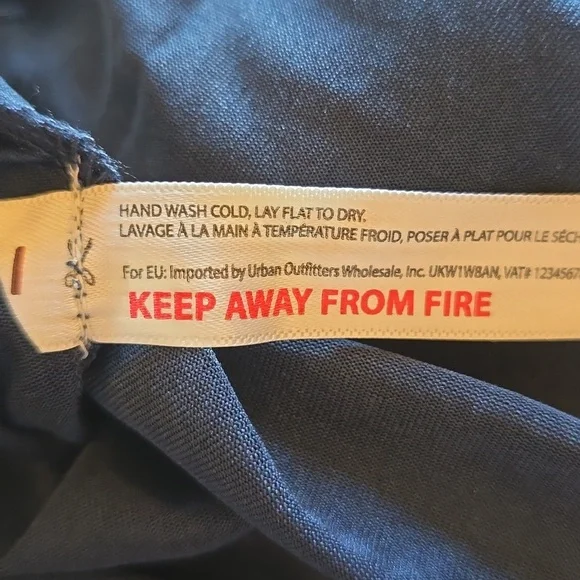 HAND WASH COLD, LAY FLAT TO DRY.
LAVAGE À LA MAIN À TEMPÉRATURE FROID, POSER À PLAT POUR LE SÉCH
For EU: Imported by Urban Outfitters Wholesale, Inc. UKW1W8AN, VAT# 1234567
KEEP AWAY FROM FIRE